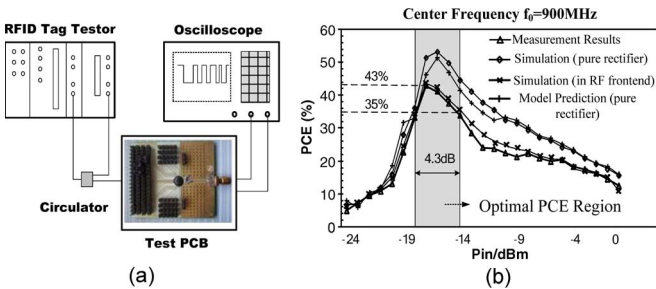 RFID Tag Testor
Oscilloscope
Circulator
Test PCB
(a)
Center Frequency f₀=900MHz
PCE (%)
60
50
40
30
20
10
0
43%
35%
4.3dB
Measurement Results
Simulation (pure rectifier)
Simulation (in RF frontend)
Model Prediction (pure
rectifier)
Optimal PCE Region
-24
-19
-14
-9
-4
0
Pin/dBm
(b)